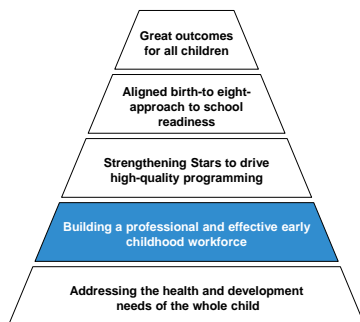 Great outcomes
for all children
Aligned birth-to eight-
approach to school
readiness
Strengthening Stars to drive
high-quality programming
Building a professional and effective early
childhood workforce
Addressing the health and development
needs of the whole child